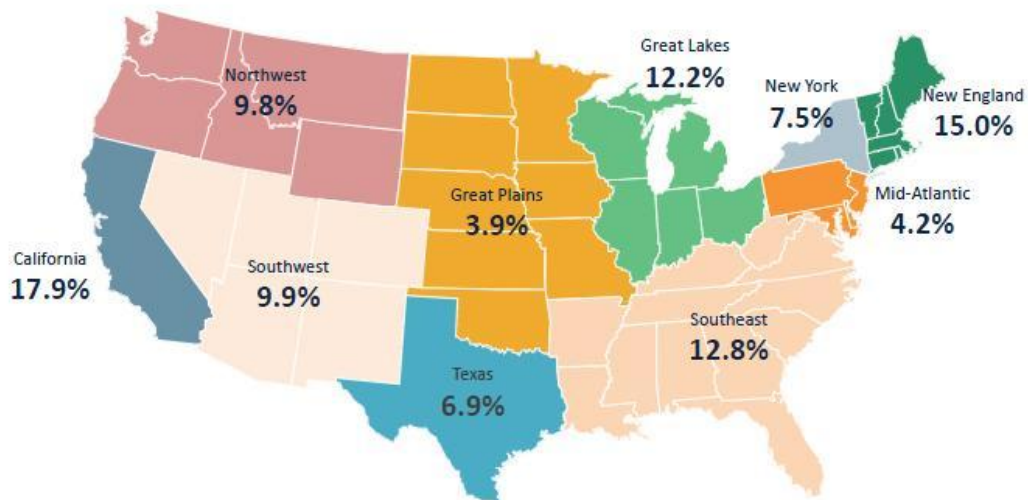 Great Lakes
12.2%
Northwest
9.8%
New York
7.5%
New England
15.0%
Great Plains
3.9%
Mid-Atlantic
4.2%
California
17.9%
Southwest
9.9%
Southeast
12.8%
Texas
6.9%